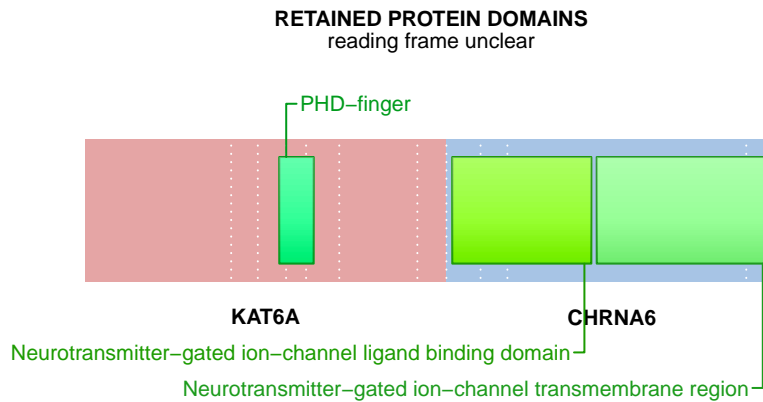 RETAINED PROTEIN DOMAINS
reading frame unclear
PHD−finger
KAT6A
CHRNA6
Neurotransmitter−gated ion−channel ligand binding domain
Neurotransmitter−gated ion−channel transmembrane region